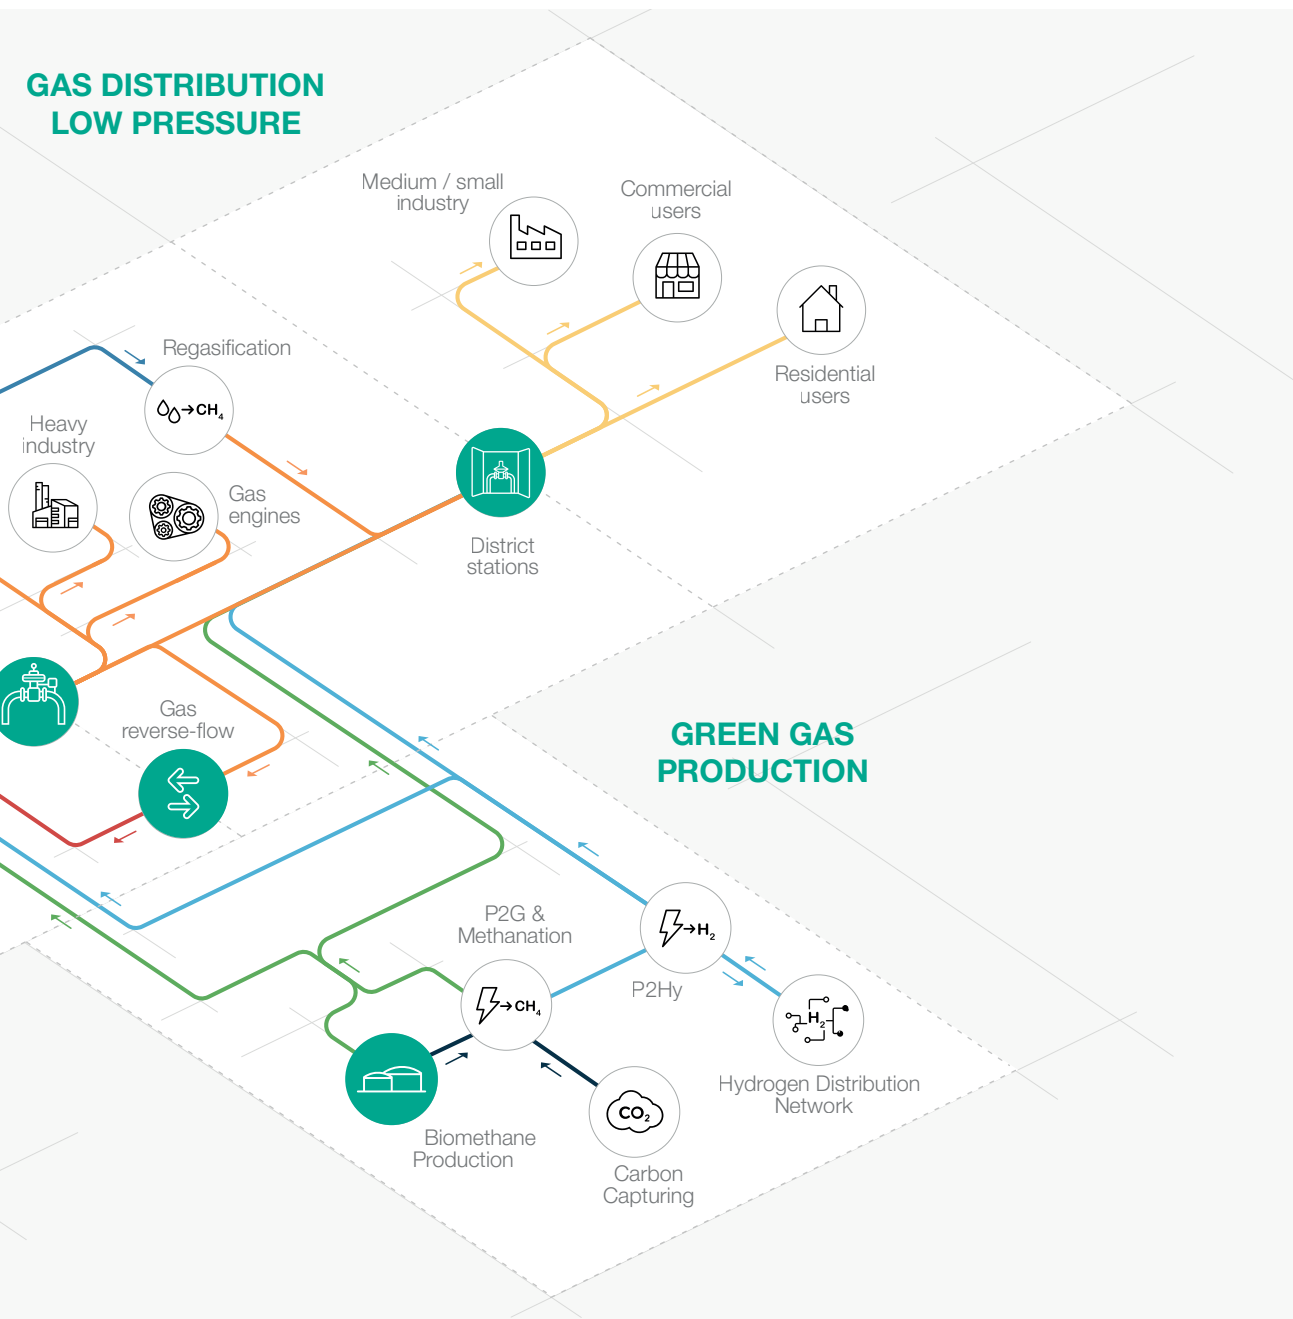 GAS DISTRIBUTION
LOW PRESSURE
Medium / small
industry
Commercial
users
Residential
users
Regasification
→CH₄
Heavy
industry
Gas
engines
District
stations
Gas
reverse-flow
GREEN GAS
PRODUCTION
P2G &
Methanation
→H₂
P2Hy
→CH₄
H₂
Hydrogen Distribution
Network
CO₂
Biomethane
Production
Carbon
Capturing